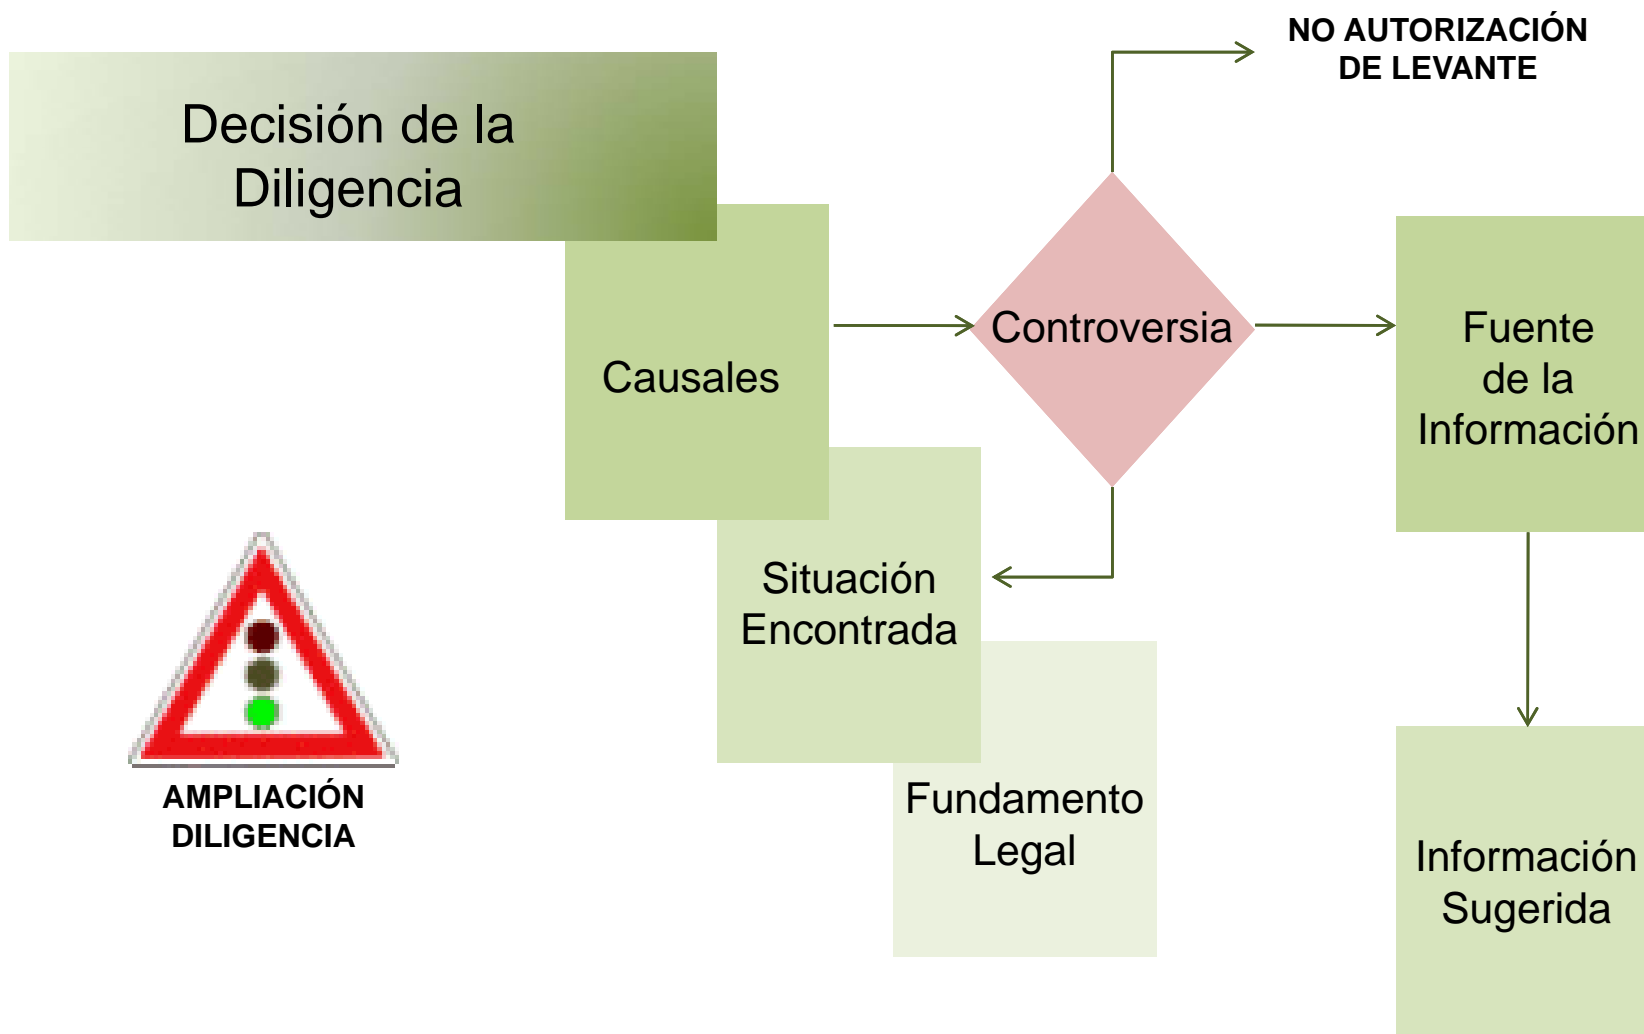 NO AUTORIZACIÓN
DE LEVANTE
Decisión de la
Diligencia
Causales
Controversia
Fuente
de la
Información
Situación
Encontrada
Fundamento
Legal
Información
Sugerida
AMPLIACIÓN
DILIGENCIA